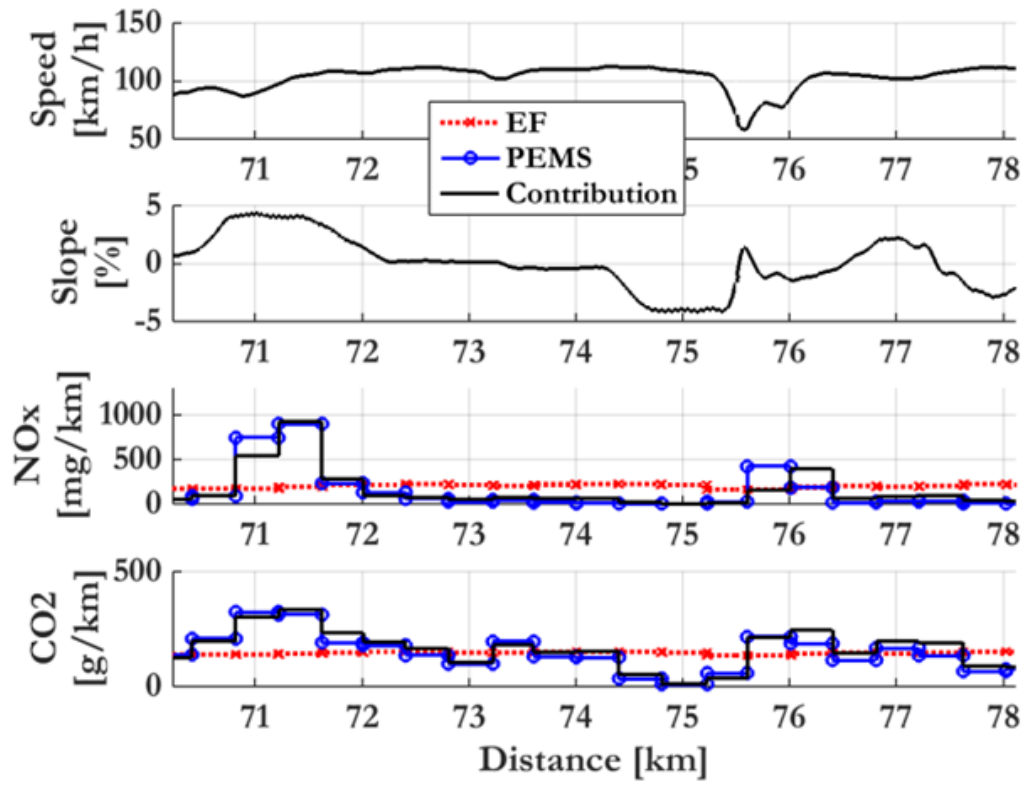 Speed
[km/h]
150
100
50
71 72 5 76 77 78
EF
PEMS
Contribution
Slope
[%]
5
0
-5
71 72 73 74 75 76 77 78
NOx
[mg/km]
1000
500
0
71 72 73 74 75 76 77 78
CO2
[g/km]
500
0
71 72 73 74 75 76 77 78
Distance [km]